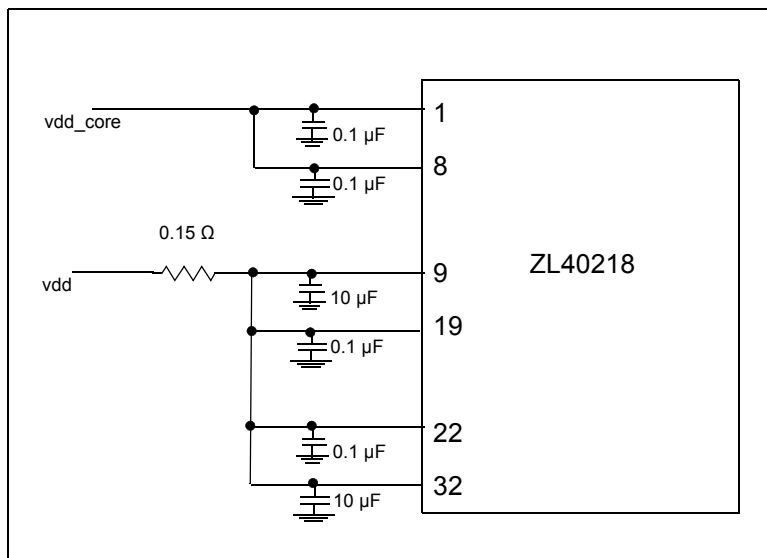 vdd_core
1
0.1 µF
8
0.1 µF
0.15 Ω
ZL40218
vdd
9
10 µF
19
0.1 µF
22
0.1 µF
32
10 µF